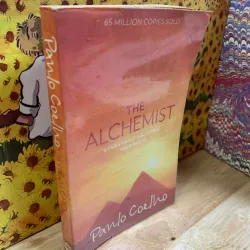 65 MILLION COPIES SOLD
THE
ALCHEMIST
Paulo Coelho
Paulo Coelho